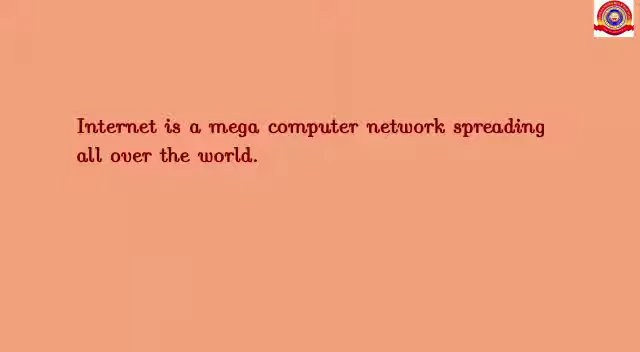 Internet is a mega computer network spreading
all over the world.